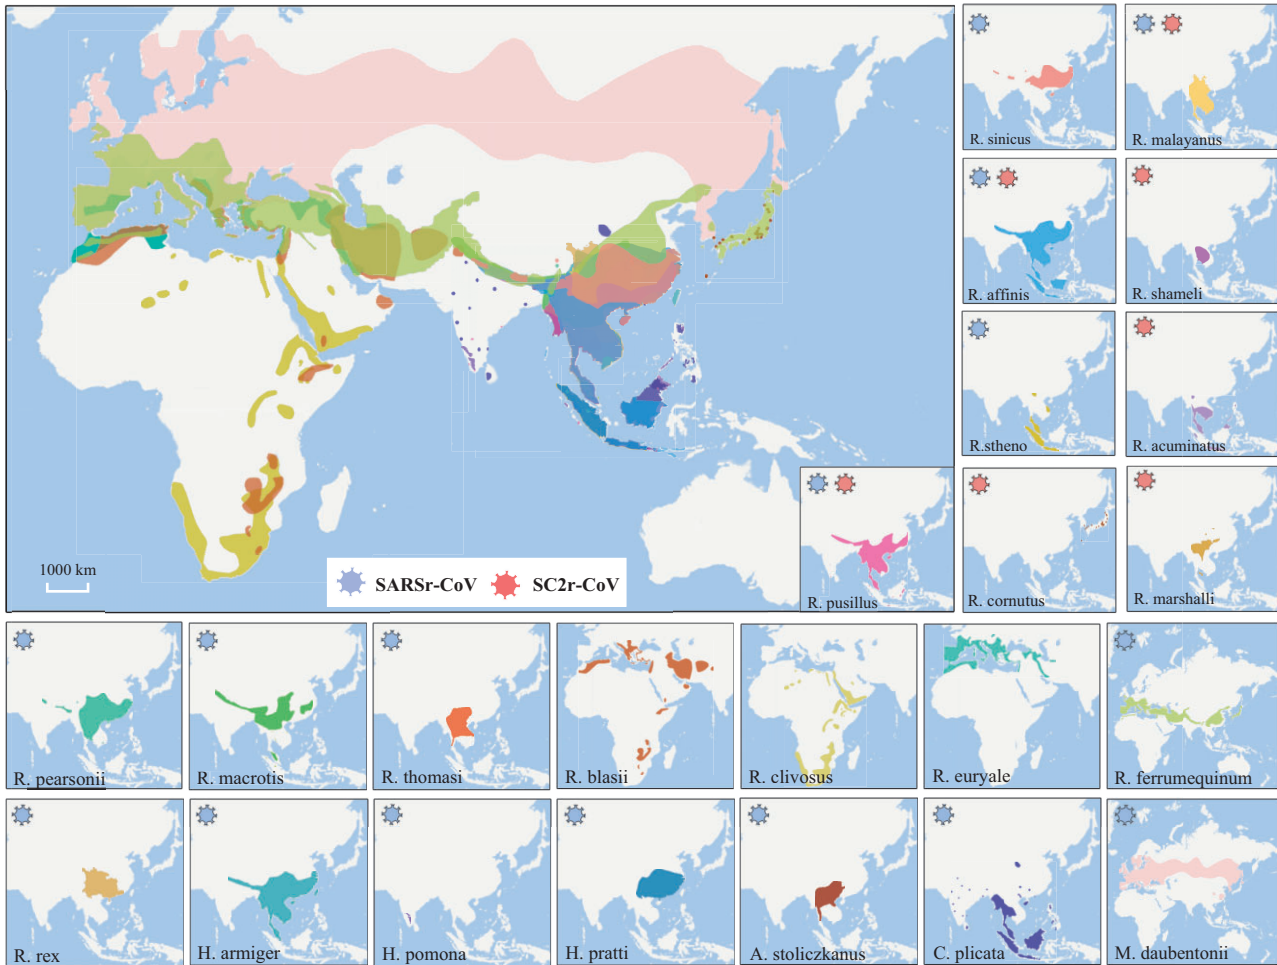 R. sinicus
R. malayanus
R. affinis
R. shameli
R.stheno
R. acuminatus
1000 km
SARSr-CoV
SC2r-CoV
R. pusillus
R. cornutus
R. marshalli
R. pearsonii
R. macrotis
R. thomasi
R. blasii
R. clivosus
R. euryale
R. ferrumequinum
R. rex
H. armiger
H. pomona
H. pratti
A. stoliczkanus
C. plicata
M. daubentonii